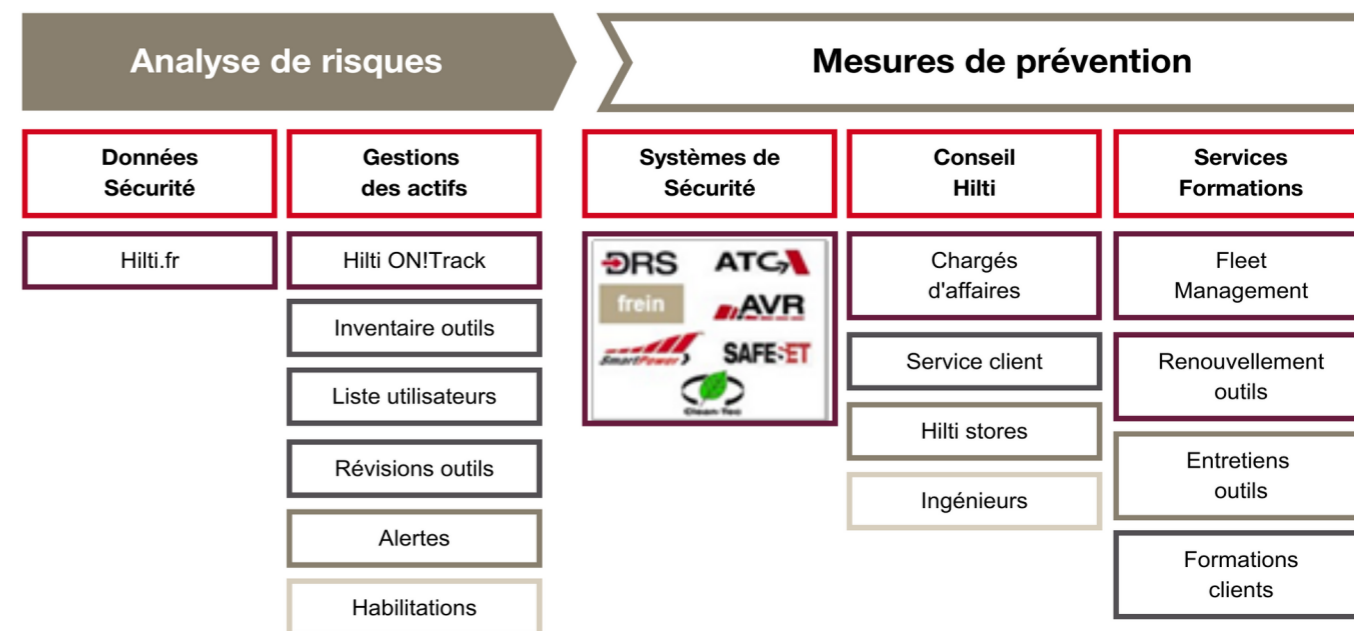 Analyse de risques
Mesures de prévention
Données
Sécurité
Hilti.fr
Gestions
des actifs
Hilti ON!Track
Inventaire outils
Liste utilisateurs
Révisions outils
Alertes
Habilitations
Systèmes de
Sécurité
DRS
ATC
frein
AVR
SmartPower
SAFE-SET
Clean-Tec
Conseil
Hilti
Chargés
d'affaires
Service client
Hilti stores
Ingénieurs
Services
Formations
Fleet
Management
Renouvellement
outils
Entretiens
outils
Formations
clients